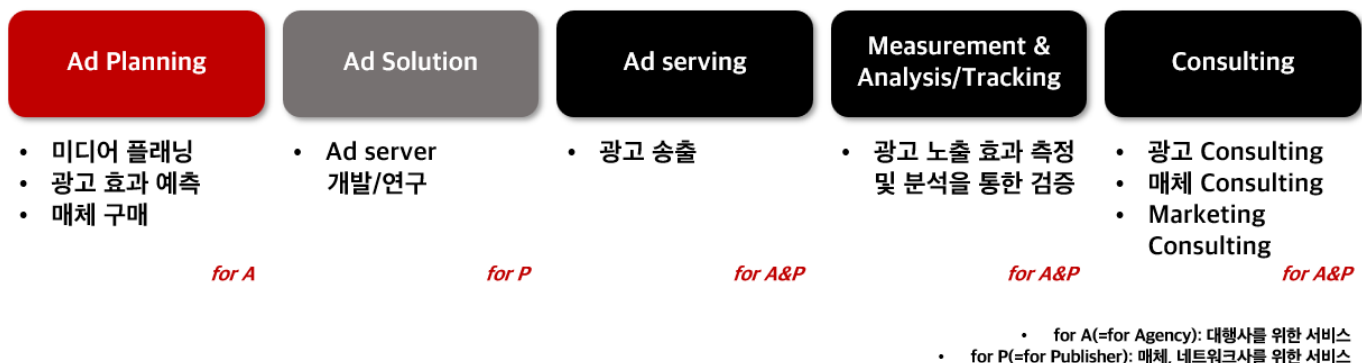 Ad Planning
• 미디어 플래닝
• 광고 효과 예측
• 매체 구매
for A
Ad Solution
• Ad server
개발/연구
for P
Ad serving
• 광고 송출
for A&P
Measurement &
Analysis/Tracking
• 광고 노출 효과 측정
및 분석을 통한 검증
for A&P
Consulting
• 광고 Consulting
• 매체 Consulting
• Marketing
Consulting
for A&P
• for A(=for Agency): 대행사를 위한 서비스
• for P(=for Publisher): 매체, 네트워크사를 위한 서비스